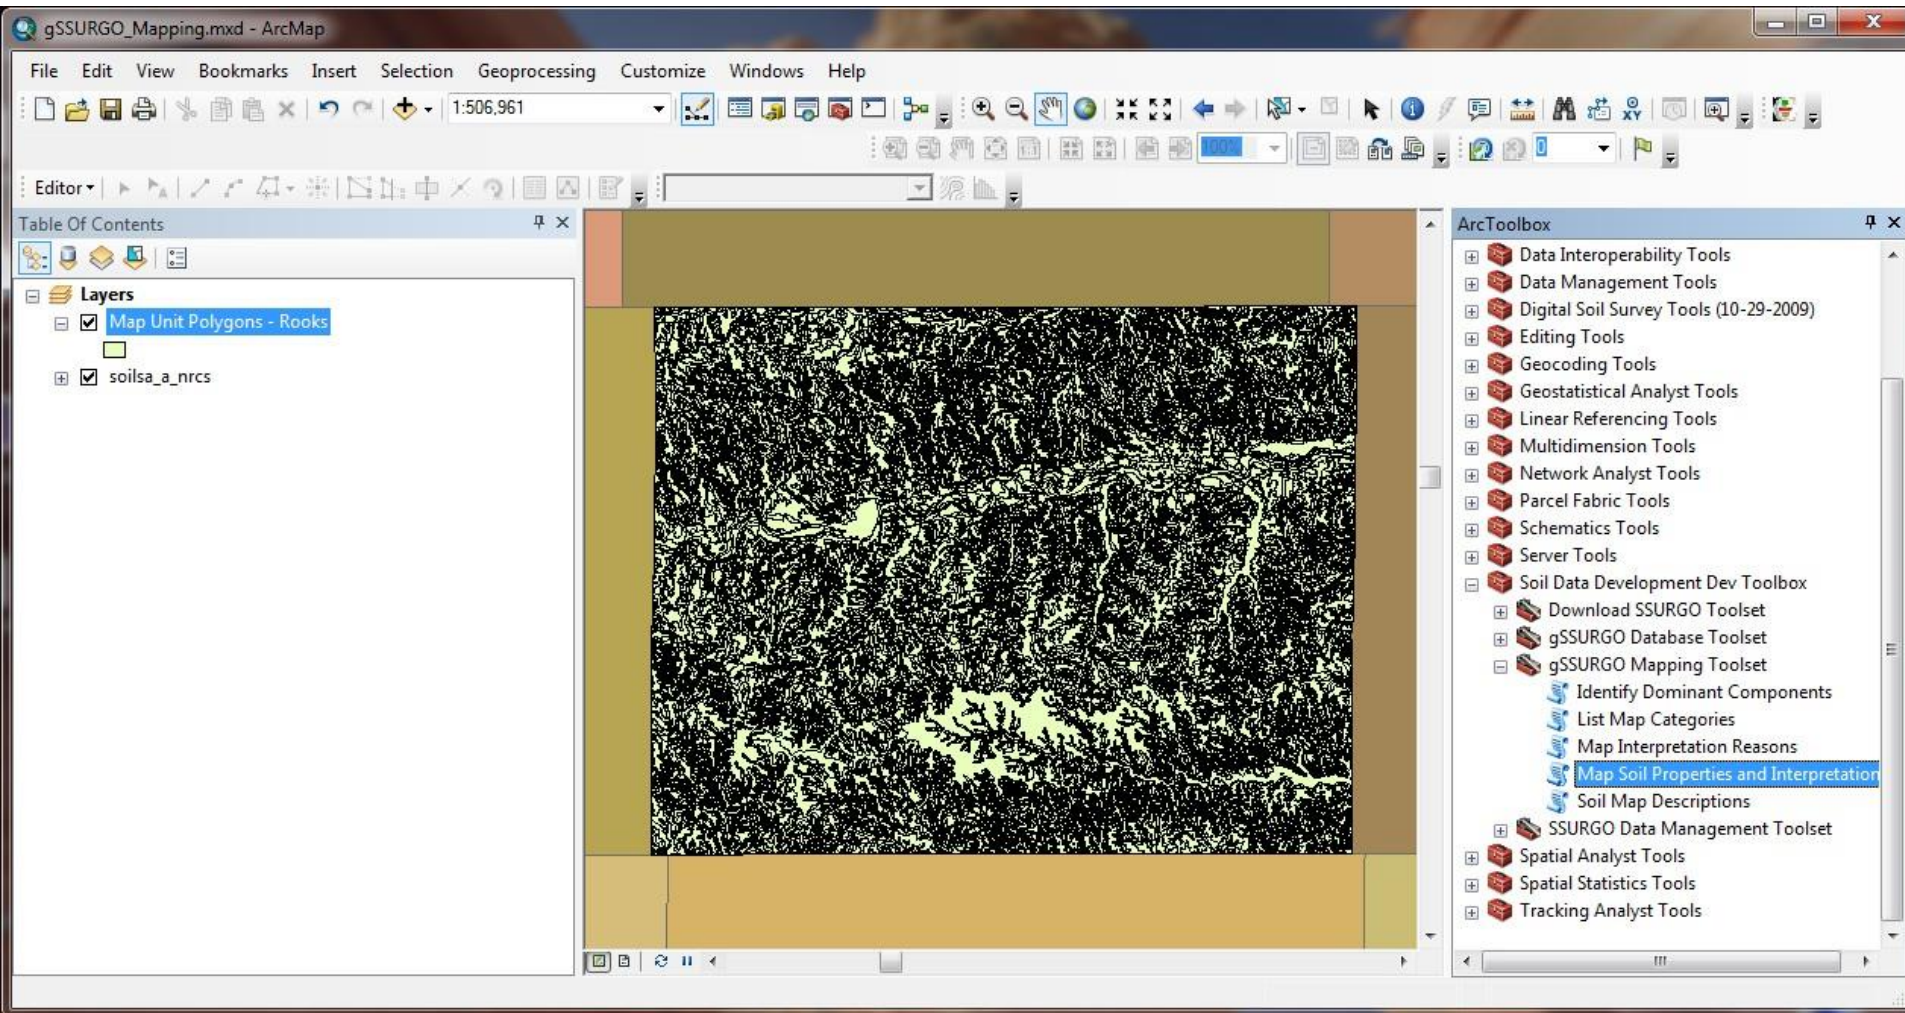 gSSURGO_Mapping.mxd - ArcMap
File Edit View Bookmarks Insert Selection Geoprocessing Customize Windows Help
1:506,961
100%
0
Editor
Table Of Contents
Layers
Map Unit Polygons - Rooks
soilsa_a_nrcs
ArcToolbox
Data Interoperability Tools
Data Management Tools
Digital Soil Survey Tools (10-29-2009)
Editing Tools
Geocoding Tools
Geostatistical Analyst Tools
Linear Referencing Tools
Multidimension Tools
Network Analyst Tools
Parcel Fabric Tools
Schematics Tools
Server Tools
Soil Data Development Dev Toolbox
Download SSURGO Toolset
gSSURGO Database Toolset
gSSURGO Mapping Toolset
Identify Dominant Components
List Map Categories
Map Interpretation Reasons
Map Soil Properties and Interpretation
Soil Map Descriptions
SSURGO Data Management Toolset
Spatial Analyst Tools
Spatial Statistics Tools
Tracking Analyst Tools